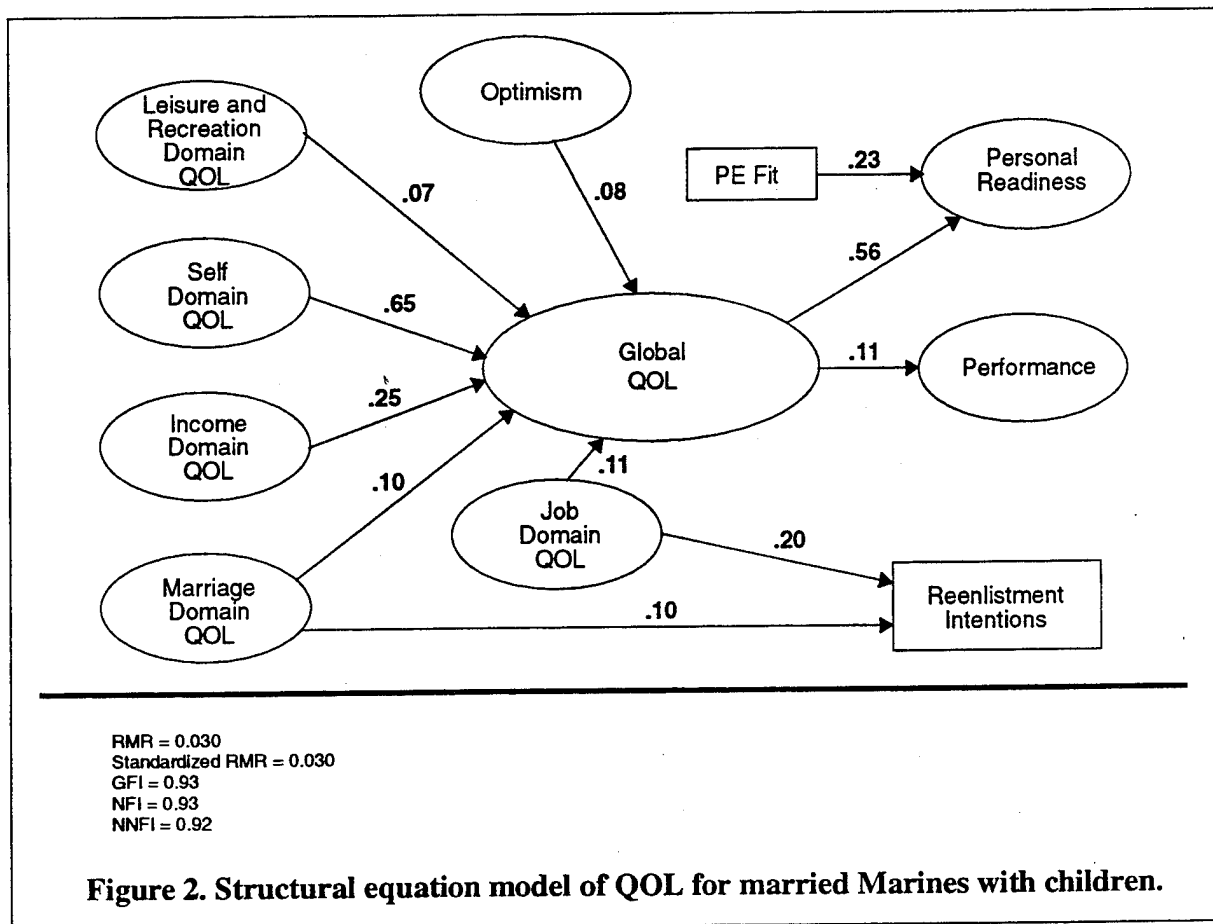 Leisure and
Recreation
Domain
QOL
Optimism
PE Fit
.23
Personal
Readiness
.07
.08
.56
Self
Domain
QOL
.65
Global
QOL
.11
Performance
.25
Income
Domain
QOL
.10
.11
Job
Domain
QOL
.20
Marriage
Domain
QOL
.10
Reenlistment
Intentions
RMR = 0.030
Standardized RMR = 0.030
GFI = 0.93
NFI = 0.93
NNFI = 0.92
Figure 2. Structural equation model of QOL for married Marines with children.